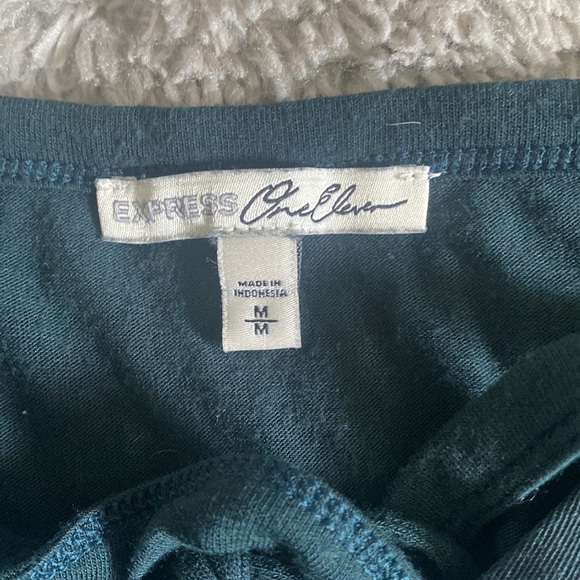 EXPRESS One Eleven
MADE IN
INDONESIA
M
M